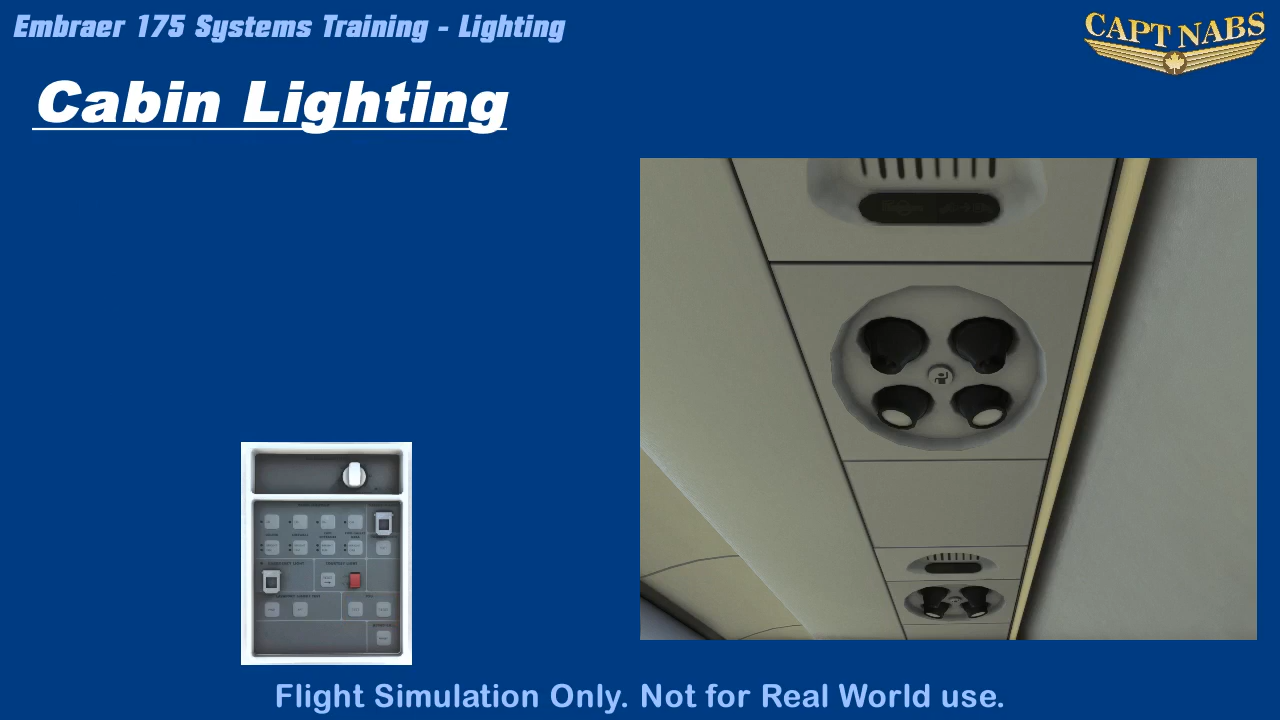 Embraer 175 Systems Training - Lighting
CAPT NABS
Cabin Lighting
Flight Simulation Only. Not for Real World use.